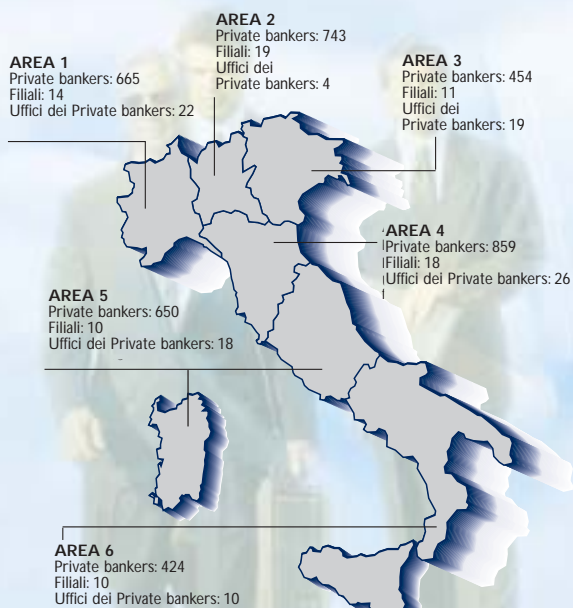 AREA 1
Private bankers: 665
Filiali: 14
Uffici dei Private bankers: 22
AREA 2
Private bankers: 743
Filiali: 19
Uffici dei
Private bankers: 4
AREA 3
Private bankers: 454
Filiali: 11
Uffici dei
Private bankers: 19
AREA 4
Private bankers: 859
Filiali: 18
Uffici dei Private bankers: 26
AREA 5
Private bankers: 650
Filiali: 10
Uffici dei Private bankers: 18
AREA 6
Private bankers: 424
Filiali: 10
Uffici dei Private bankers: 10